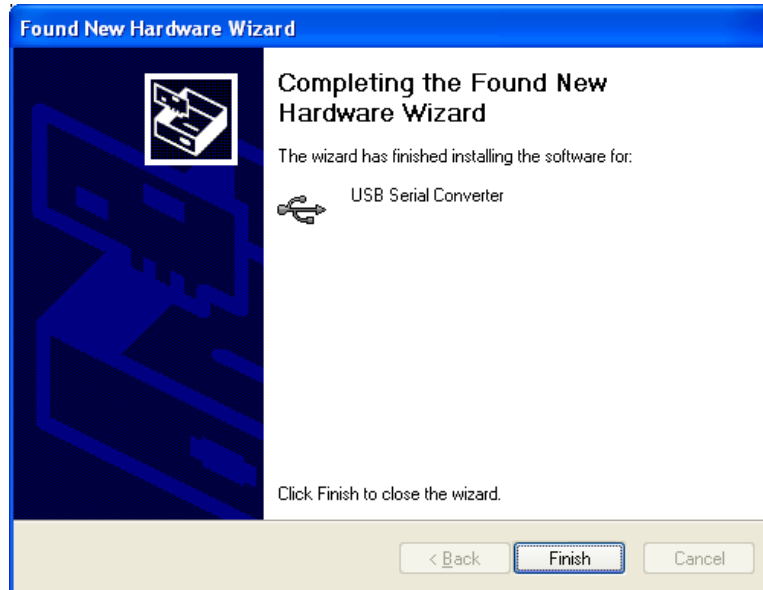 Found New Hardware Wizard
Completing the Found New
Hardware Wizard
The wizard has finished installing the software for:
USB Serial Converter
Click Finish to close the wizard.
< Back
Finish
Cancel